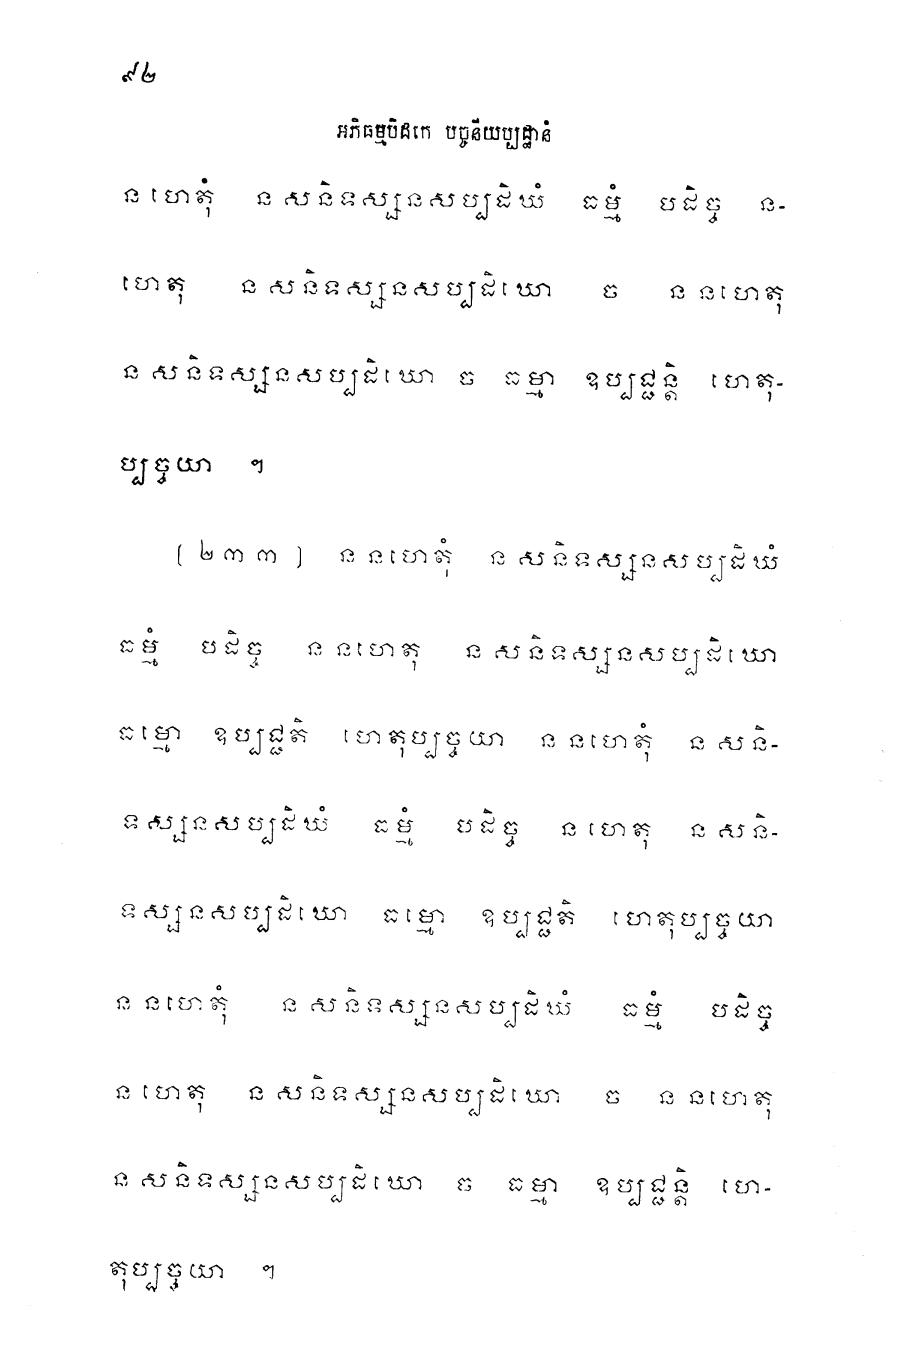 ៩២
អភិធម្មបិដកេ បច្ចនីយប្បដ្ឋានំ
ន ហេតុំ ន សនិទស្សនសប្បដិឃំ ធម្មំ បដិច្ច ន-
ហេតុ ន សនិទស្សនសប្បដិឃោ ច ន នហេតុ
ន សនិទស្សនសប្បដិឃោ ច ធម្មា ឧប្បជ្ជន្តិ ហេតុ-
ប្បច្ចយា ។
(២៣៣) ន នហេតុំ ន សនិទស្សនសប្បដិឃំ
ធម្មំ បដិច្ច ន នហេតុ ន សនិទស្សនសប្បដិឃោ
ធម្មោ ឧប្បជ្ជតិ ហេតុប្បច្ចយា ន នហេតុំ ន សនិ-
ទស្សនសប្បដិឃំ ធម្មំ បដិច្ច ន ហេតុ ន សនិ-
ទស្សនសប្បដិឃោ ធម្មោ ឧប្បជ្ជតិ ហេតុប្បច្ចយា
ន នហេតុំ ន សនិទស្សនសប្បដិឃំ ធម្មំ បដិច្ច
ន ហេតុ ន សនិទស្សនសប្បដិឃោ ច ន នហេតុ
ន សនិទស្សនសប្បដិឃោ ច ធម្មា ឧប្បជ្ជន្តិ ហេ-
តុប្បច្ចយា ។